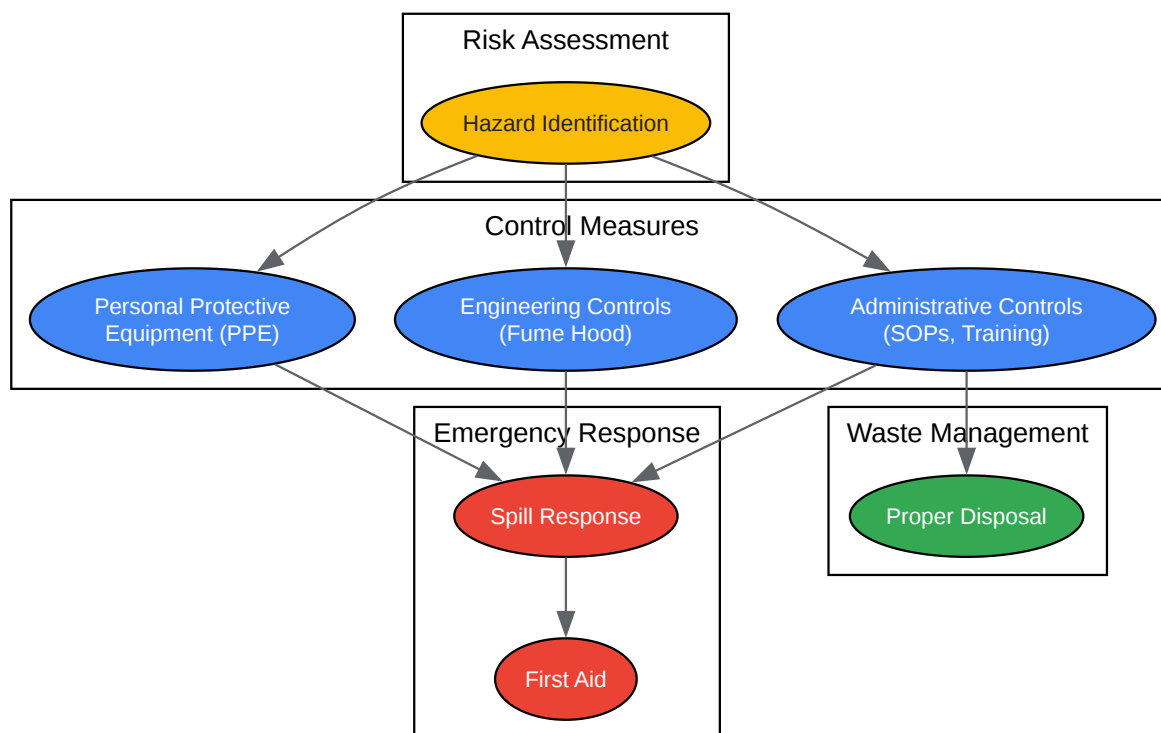 Risk Assessment
Hazard Identification
Control Measures
Personal Protective
Equipment (PPE)
Engineering Controls
(Fume Hood)
Administrative Controls
(SOPs, Training)
Emergency Response
Waste Management
Spill Response
Proper Disposal
First Aid